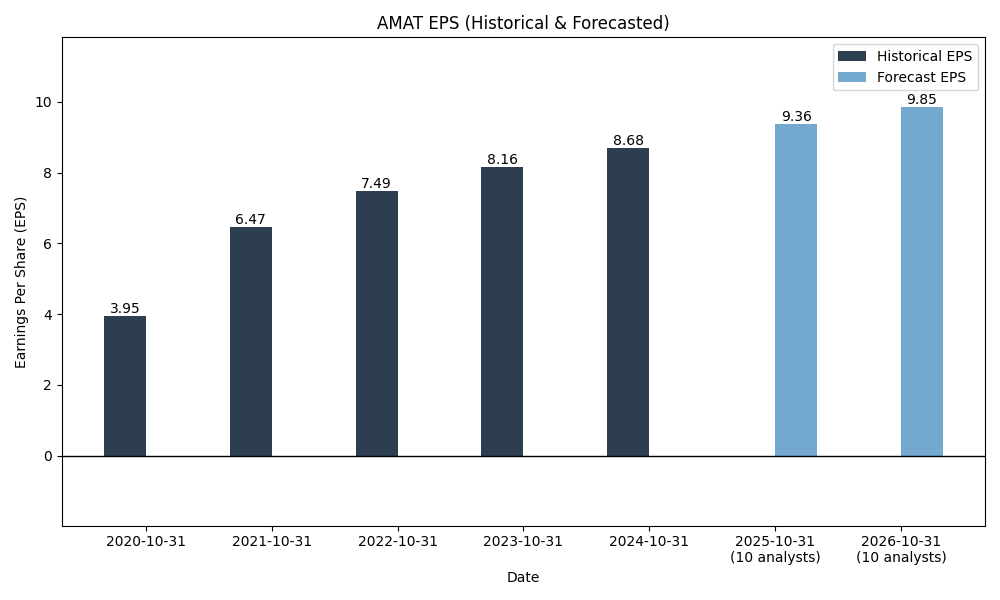 AMAT EPS (Historical & Forecasted)
Historical EPS
Forecast EPS
Earnings Per Share (EPS)
10
8
6
4
2
0
3.95
6.47
7.49
8.16
8.68
9.36
9.85
2020-10-31
2021-10-31
2022-10-31
2023-10-31
2024-10-31
2025-10-31
(10 analysts)
2026-10-31
(10 analysts)
Date